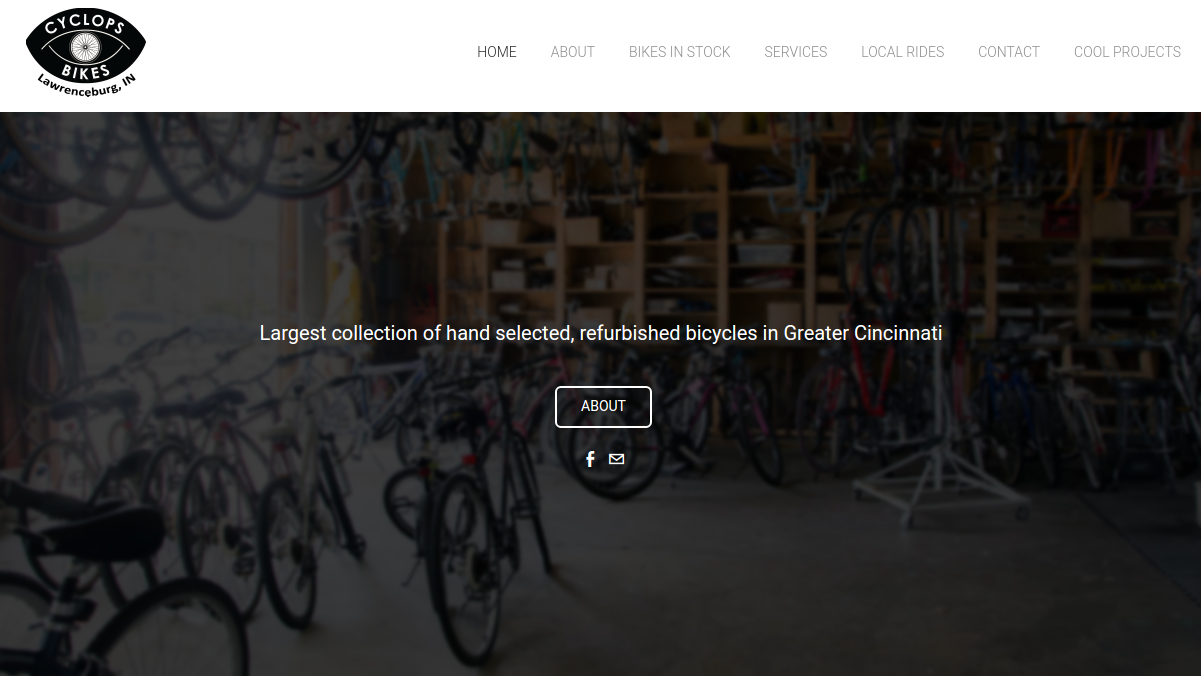 CYCLOPS
BIKES
Lawrenceburg, IN
HOME ABOUT BIKES IN STOCK SERVICES LOCAL RIDES CONTACT COOL PROJECTS
Largest collection of hand selected, refurbished bicycles in Greater Cincinnati
ABOUT